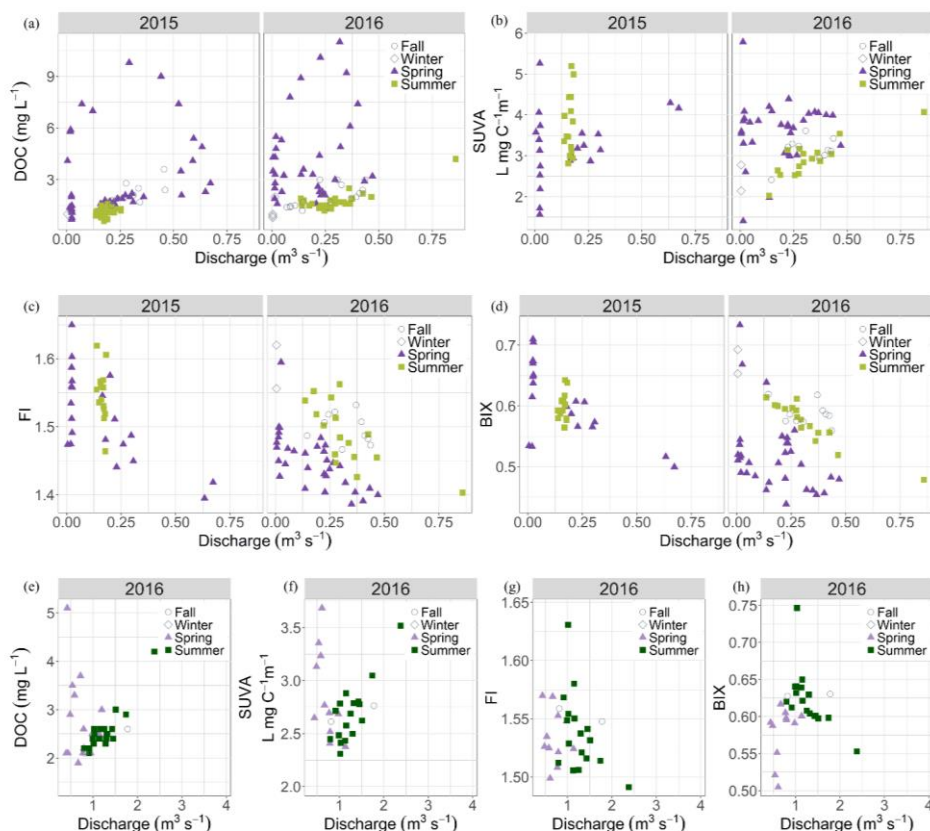 (a)
2015
2016
Fall
Winter
Spring
Summer
DOC (mg L⁻¹)
9
6
3
0.00 0.25 0.50 0.75 0.00 0.25 0.50 0.75
Discharge (m³ s⁻¹)
(b)
2015
2016
Fall
Winter
Spring
Summer
SUVA
L mg C⁻¹m⁻¹
6
5
4
3
2
0.00 0.25 0.50 0.75 0.00 0.25 0.50 0.75
Discharge (m³ s⁻¹)
(c)
2015
2016
Fall
Winter
Spring
Summer
FI
1.6
1.5
1.4
0.00 0.25 0.50 0.75 0.00 0.25 0.50 0.75
Discharge (m³ s⁻¹)
(d)
2015
2016
Fall
Winter
Spring
Summer
BIX
0.7
0.6
0.5
0.00 0.25 0.50 0.75 0.00 0.25 0.50 0.75
Discharge (m³ s⁻¹)
(e)
2016
Fall
Winter
Spring
Summer
DOC (mg L⁻¹)
5
4
3
2
1 2 3 4
Discharge (m³ s⁻¹)
(f)
2016
Fall
Winter
Spring
Summer
SUVA
L mg C⁻¹m⁻¹
3.5
3.0
2.5
2.0
0 1 2 3 4
Discharge (m³ s⁻¹)
(g)
2016
Fall
Winter
Spring
Summer
FI
1.65
1.60
1.55
1.50
0 1 2 3 4
Discharge (m³ s⁻¹)
(h)
2016
Fall
Winter
Spring
Summer
BIX
0.75
0.70
0.65
0.60
0.55
0.50
0 1 2 3 4
Discharge (m³ s⁻¹)